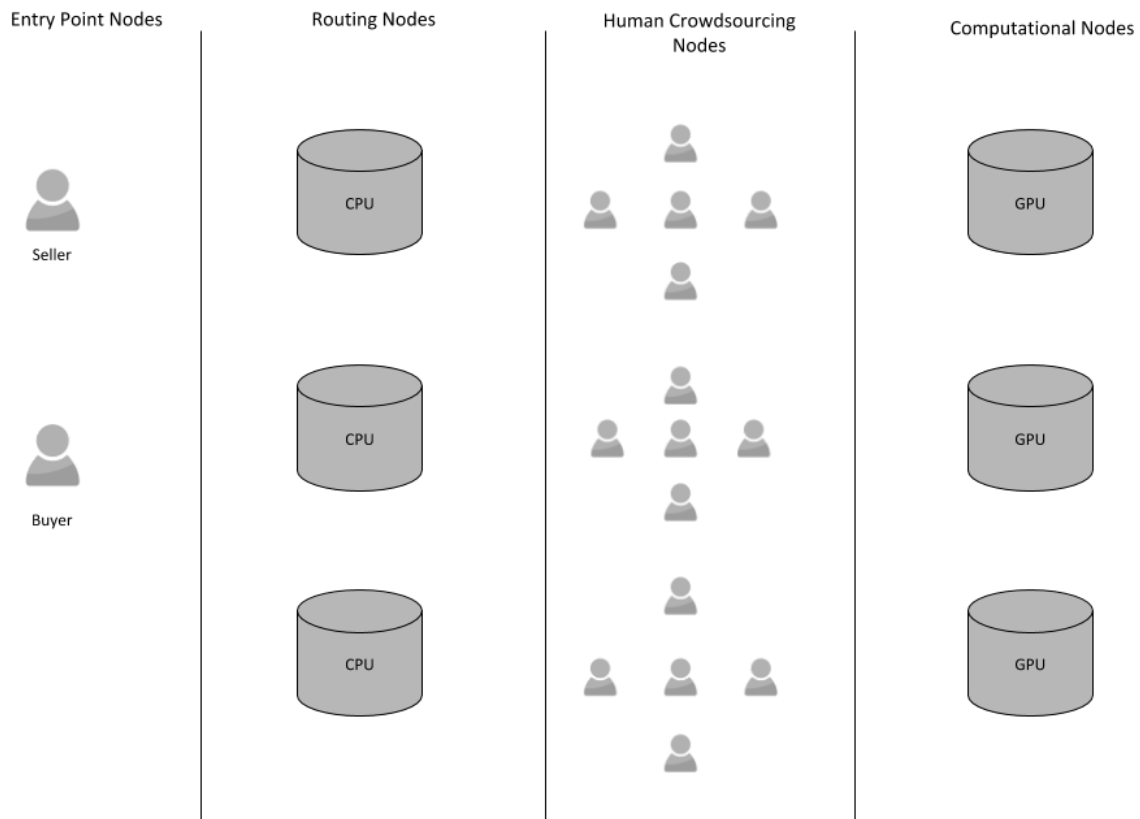 Entry Point Nodes
Routing Nodes
Human Crowdsourcing
Nodes
Computational Nodes
Seller
CPU
GPU
Buyer
CPU
GPU
CPU
GPU